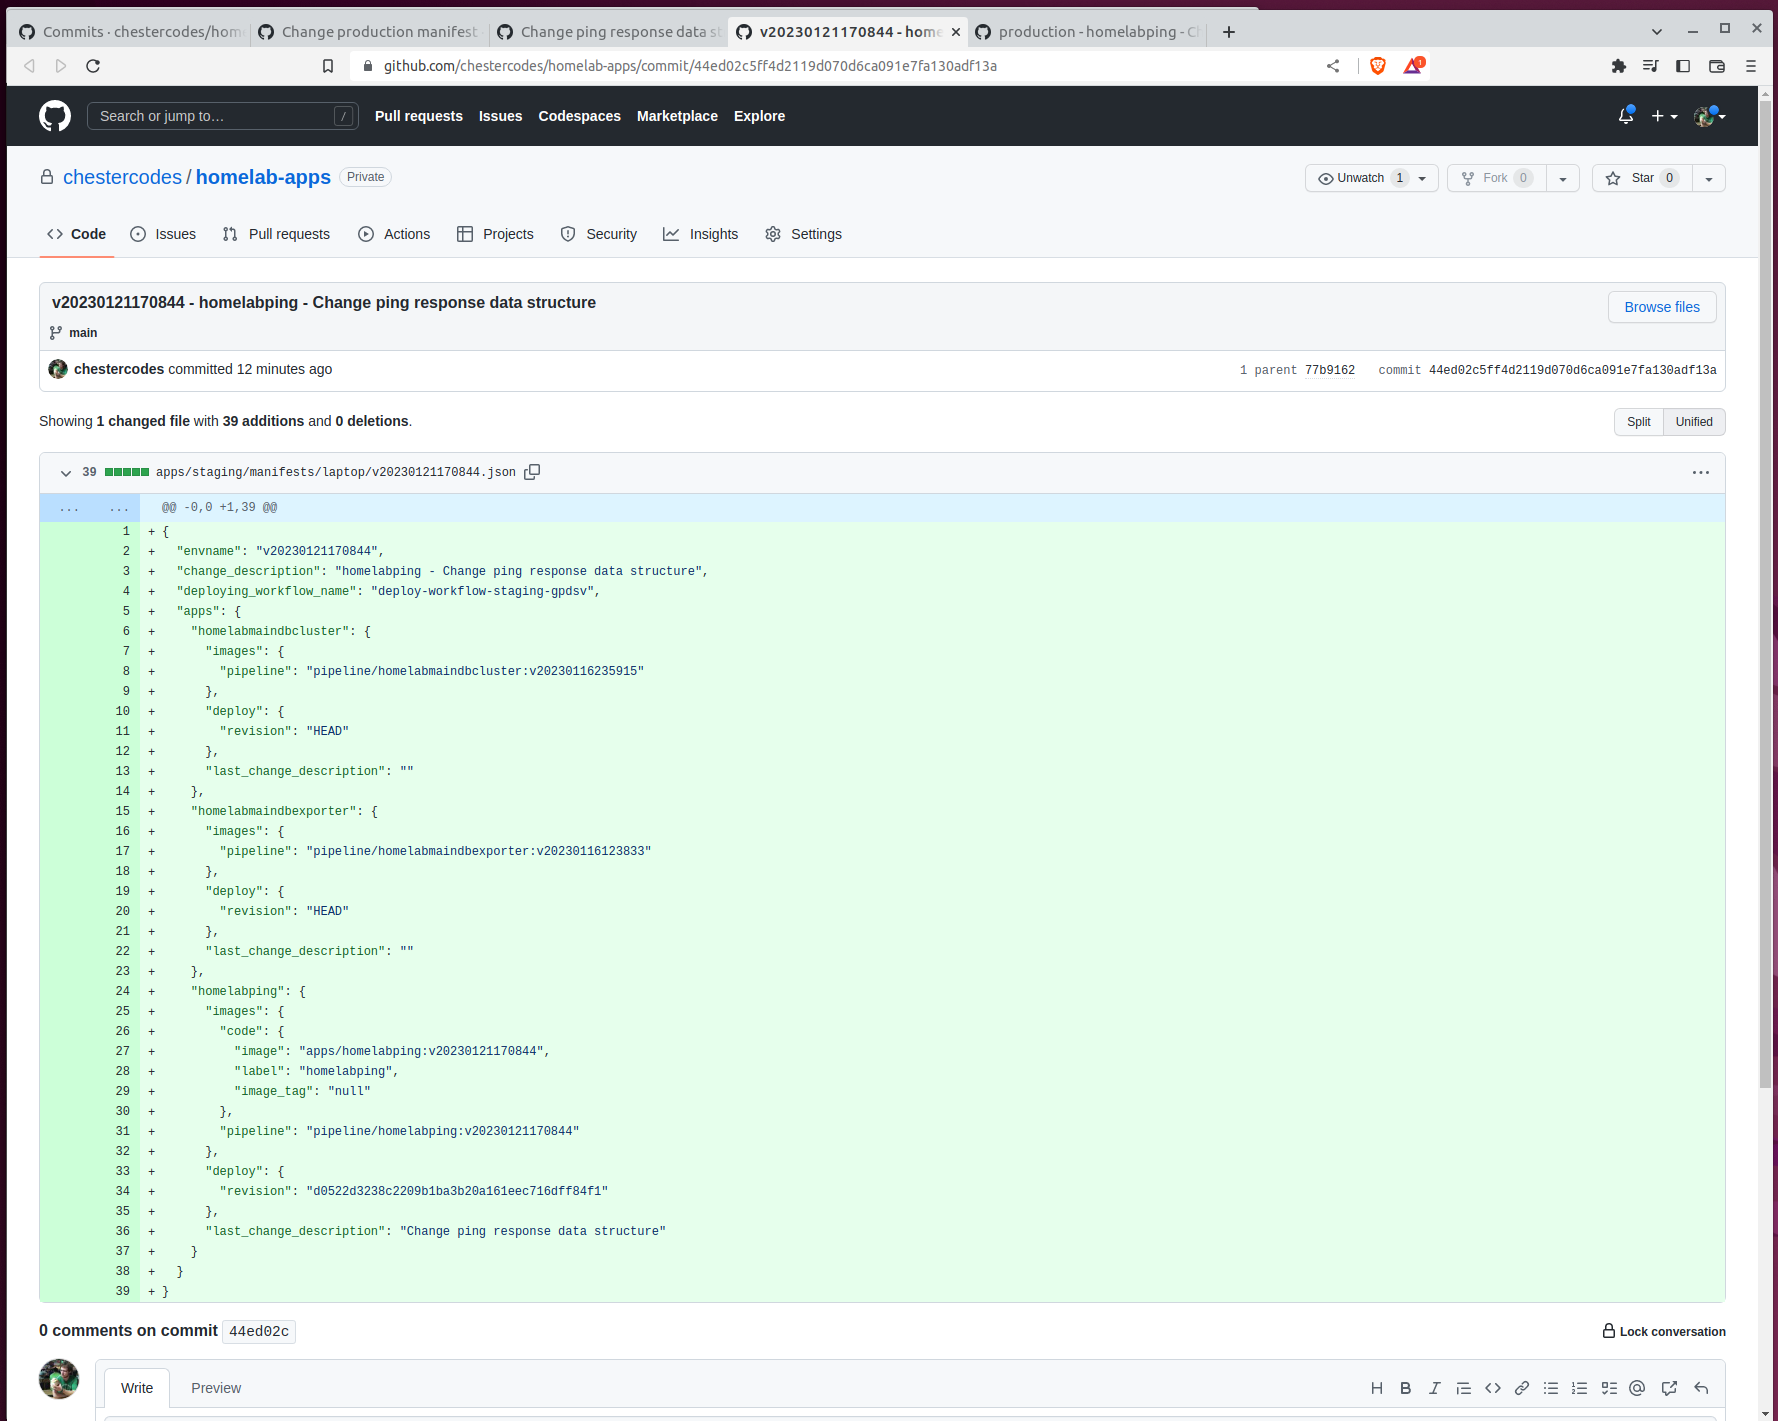 Commits · chestercodes/hom
Change production manifest
Change ping response data st
v20230121170844 - home
production - homelabping - C
github.com/chestercodes/homelab-apps/commit/44ed02c5ff4d2119d070d6ca091e7fa130adf13a
1
Search or jump to…
/
Pull requests
Issues
Codespaces
Marketplace
Explore
chestercodes / homelab-apps
Private
Unwatch 1
Fork 0
Star 0
Code
Issues
Pull requests
Actions
Projects
Security
Insights
Settings
v20230121170844 - homelabping - Change ping response data structure
Browse files
main
chestercodes committed 12 minutes ago
1 parent 77b9162 commit 44ed02c5ff4d2119d070d6ca091e7fa130adf13a
Showing 1 changed file with 39 additions and 0 deletions.
Split
Unified
39 apps/staging/manifests/laptop/v20230121170844.json
... ... @@ -0,0 +1,39 @@
1 + {
2 + "envname": "v20230121170844",
3 + "change_description": "homelabping - Change ping response data structure",
4 + "deploying_workflow_name": "deploy-workflow-staging-gpdsv",
5 + "apps": {
6 + "homelabmaindbcluster": {
7 + "images": {
8 + "pipeline": "pipeline/homelabmaindbcluster:v20230116235915"
9 + },
10 + "deploy": {
11 + "revision": "HEAD"
12 + },
13 + "last_change_description": ""
14 + },
15 + "homelabmaindbexporter": {
16 + "images": {
17 + "pipeline": "pipeline/homelabmaindbexporter:v20230116123833"
18 + },
19 + "deploy": {
20 + "revision": "HEAD"
21 + },
22 + "last_change_description": ""
23 + },
24 + "homelabping": {
25 + "images": {
26 + "code": {
27 + "image": "apps/homelabping:v20230121170844",
28 + "label": "homelabping",
29 + "image_tag": "null"
30 + },
31 + "pipeline": "pipeline/homelabping:v20230121170844"
32 + },
33 + "deploy": {
34 + "revision": "d0522d3238c2209b1ba3b20a161eec716dff84f1"
35 + },
36 + "last_change_description": "Change ping response data structure"
37 + }
38 + }
39 + }
0 comments on commit 44ed02c
Lock conversation
Write
Preview